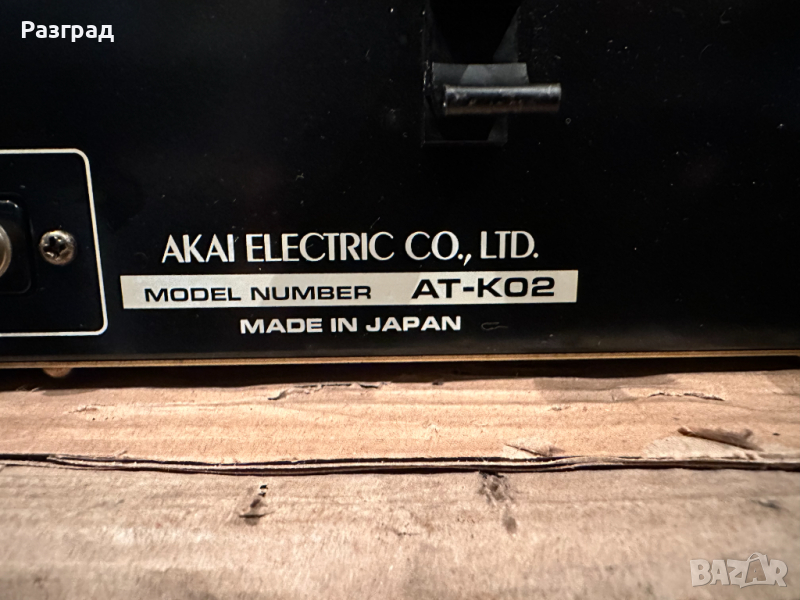 Разград
AKAI ELECTRIC CO., LTD.
MODEL NUMBER AT-K02
MADE IN JAPAN
BAZAR